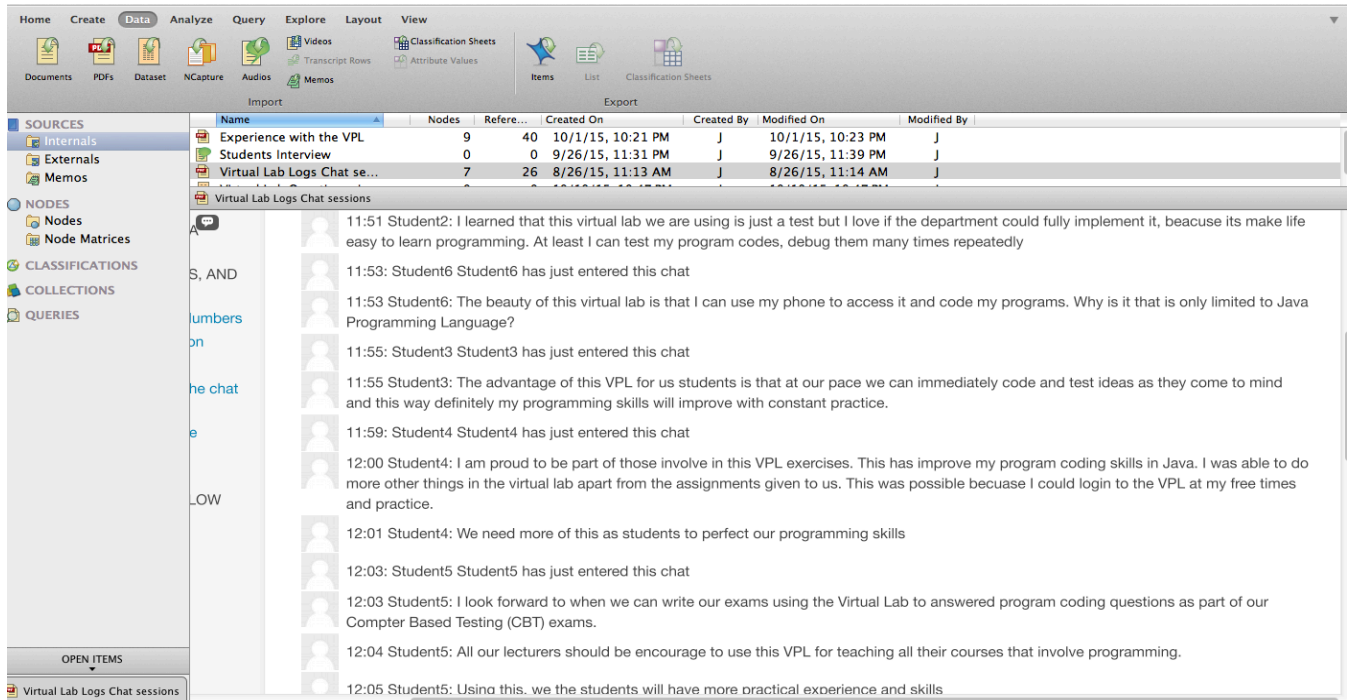 Home Create Data Analyze Query Explore Layout View
Documents PDFs Dataset NCapture Audios
Videos
Transcript Rows
Memos
Classification Sheets
Attribute Values
Items List Classification Sheets
Import Export
SOURCES
Internals
Externals
Memos
NODES
Nodes
Node Matrices
CLASSIFICATIONS
COLLECTIONS
QUERIES
OPEN ITEMS
Virtual Lab Logs Chat sessions
Name Nodes Refere... Created On Created By Modified On Modified By
Experience with the VPL 9 40 10/1/15, 10:21 PM J 10/1/15, 10:23 PM J
Students Interview 0 0 9/26/15, 11:31 PM J 9/26/15, 11:39 PM J
Virtual Lab Logs Chat se... 7 26 8/26/15, 11:13 AM J 8/26/15, 11:14 AM J
Virtual Lab Logs Chat sessions
A
S, AND
lumbers
on
he chat
e
LOW
11:51 Student2: I learned that this virtual lab we are using is just a test but I love if the department could fully implement it, beacuse its make life
easy to learn programming. At least I can test my program codes, debug them many times repeatedly
11:53: Student6 Student6 has just entered this chat
11:53 Student6: The beauty of this virtual lab is that I can use my phone to access it and code my programs. Why is it that is only limited to Java
Programming Language?
11:55: Student3 Student3 has just entered this chat
11:55 Student3: The advantage of this VPL for us students is that at our pace we can immediately code and test ideas as they come to mind
and this way definitely my programming skills will improve with constant practice.
11:59: Student4 Student4 has just entered this chat
12:00 Student4: I am proud to be part of those involve in this VPL exercises. This has improve my program coding skills in Java. I was able to do
more other things in the virtual lab apart from the assignments given to us. This was possible becuase I could login to the VPL at my free times
and practice.
12:01 Student4: We need more of this as students to perfect our programming skills
12:03: Student5 Student5 has just entered this chat
12:03 Student5: I look forward to when we can write our exams using the Virtual Lab to answered program coding questions as part of our
Compter Based Testing (CBT) exams.
12:04 Student5: All our lecturers should be encourage to use this VPL for teaching all their courses that involve programming.
12:05 Student5: Using this, we the students will have more practical experience and skills